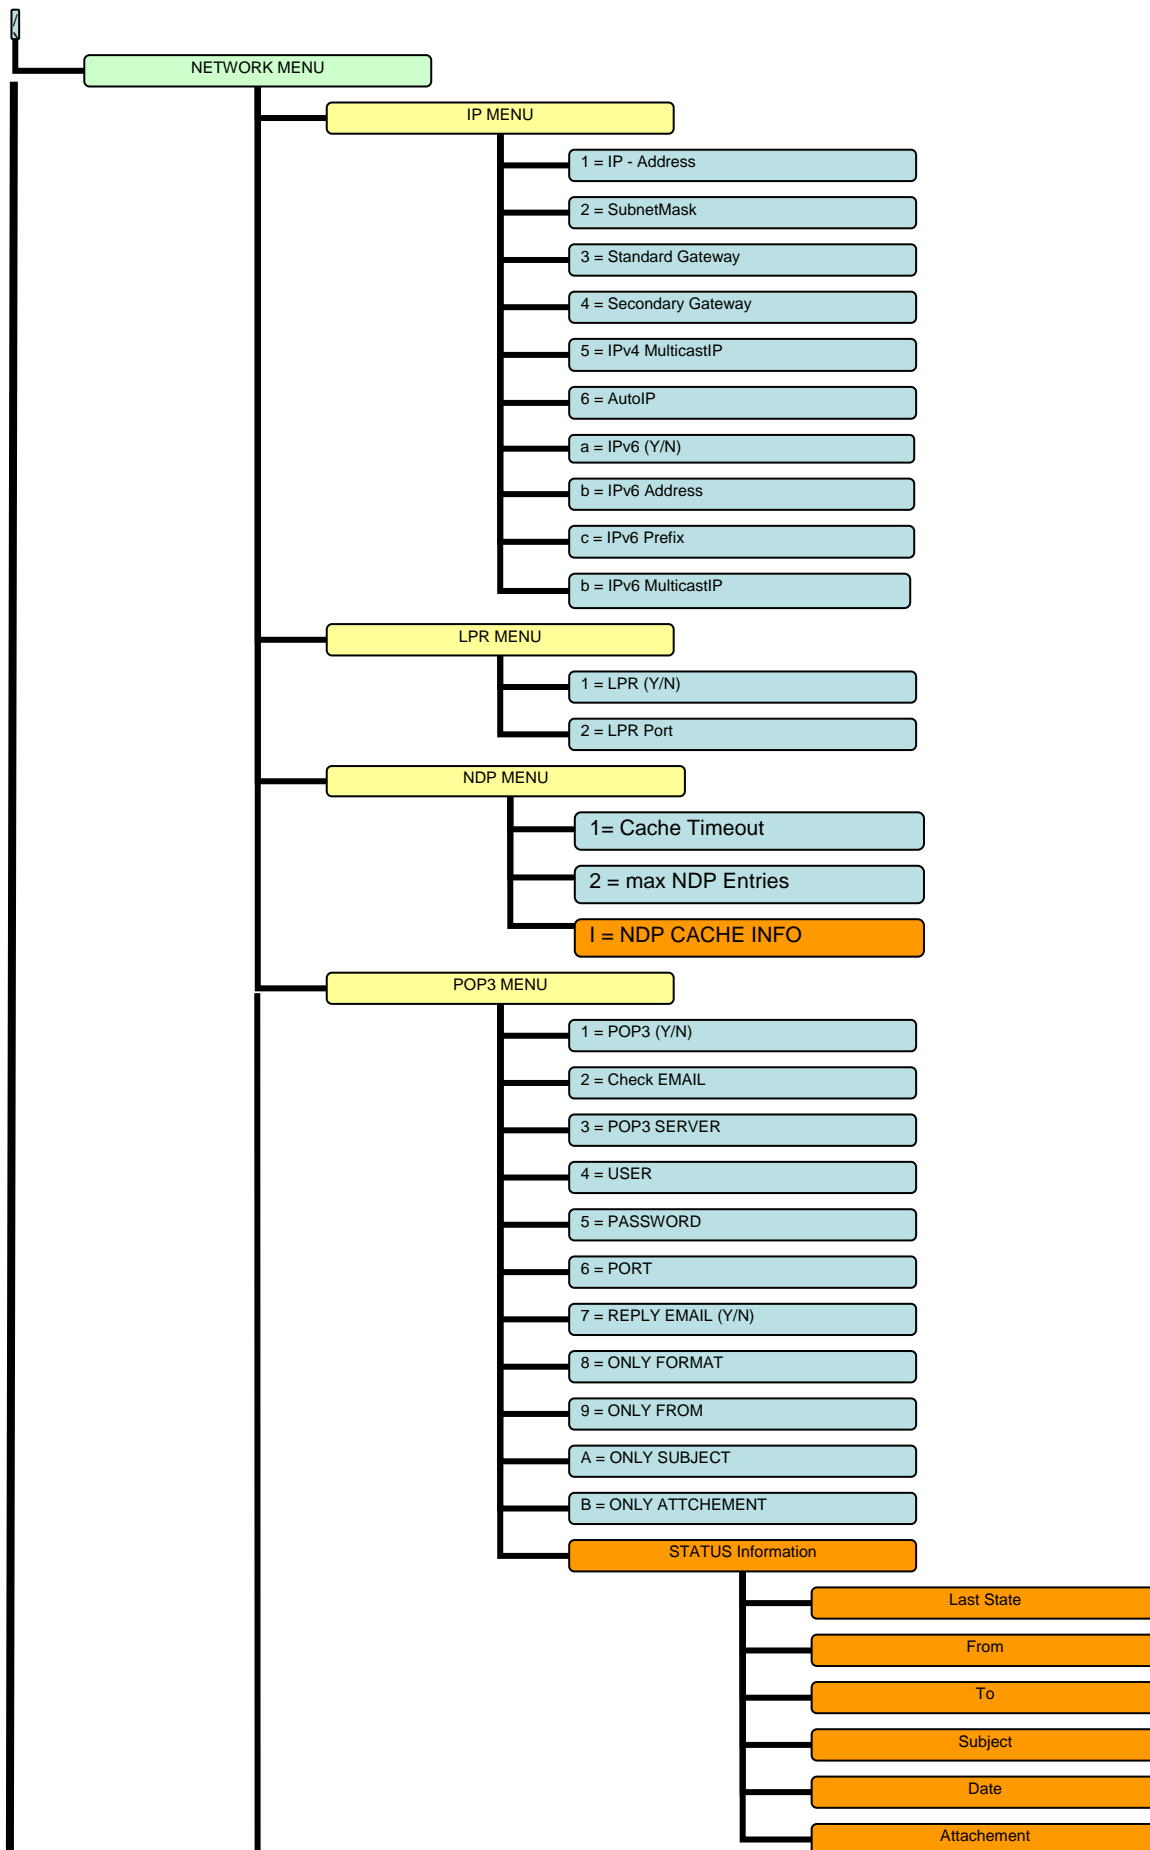 NETWORK MENU
IP MENU
1 = IP - Address
2 = SubnetMask
3 = Standard Gateway
4 = Secondary Gateway
5 = IPv4 MulticastIP
6 = AutoIP
a = IPv6 (Y/N)
b = IPv6 Address
c = IPv6 Prefix
b = IPv6 MulticastIP
LPR MENU
1 = LPR (Y/N)
2 = LPR Port
NDP MENU
1= Cache Timeout
2 = max NDP Entries
I = NDP CACHE INFO
POP3 MENU
1 = POP3 (Y/N)
2 = Check EMAIL
3 = POP3 SERVER
4 = USER
5 = PASSWORD
6 = PORT
7 = REPLY EMAIL (Y/N)
8 = ONLY FORMAT
9 = ONLY FROM
A = ONLY SUBJECT
B = ONLY ATTCHEMENT
STATUS Information
Last State
From
To
Subject
Date
Attachement